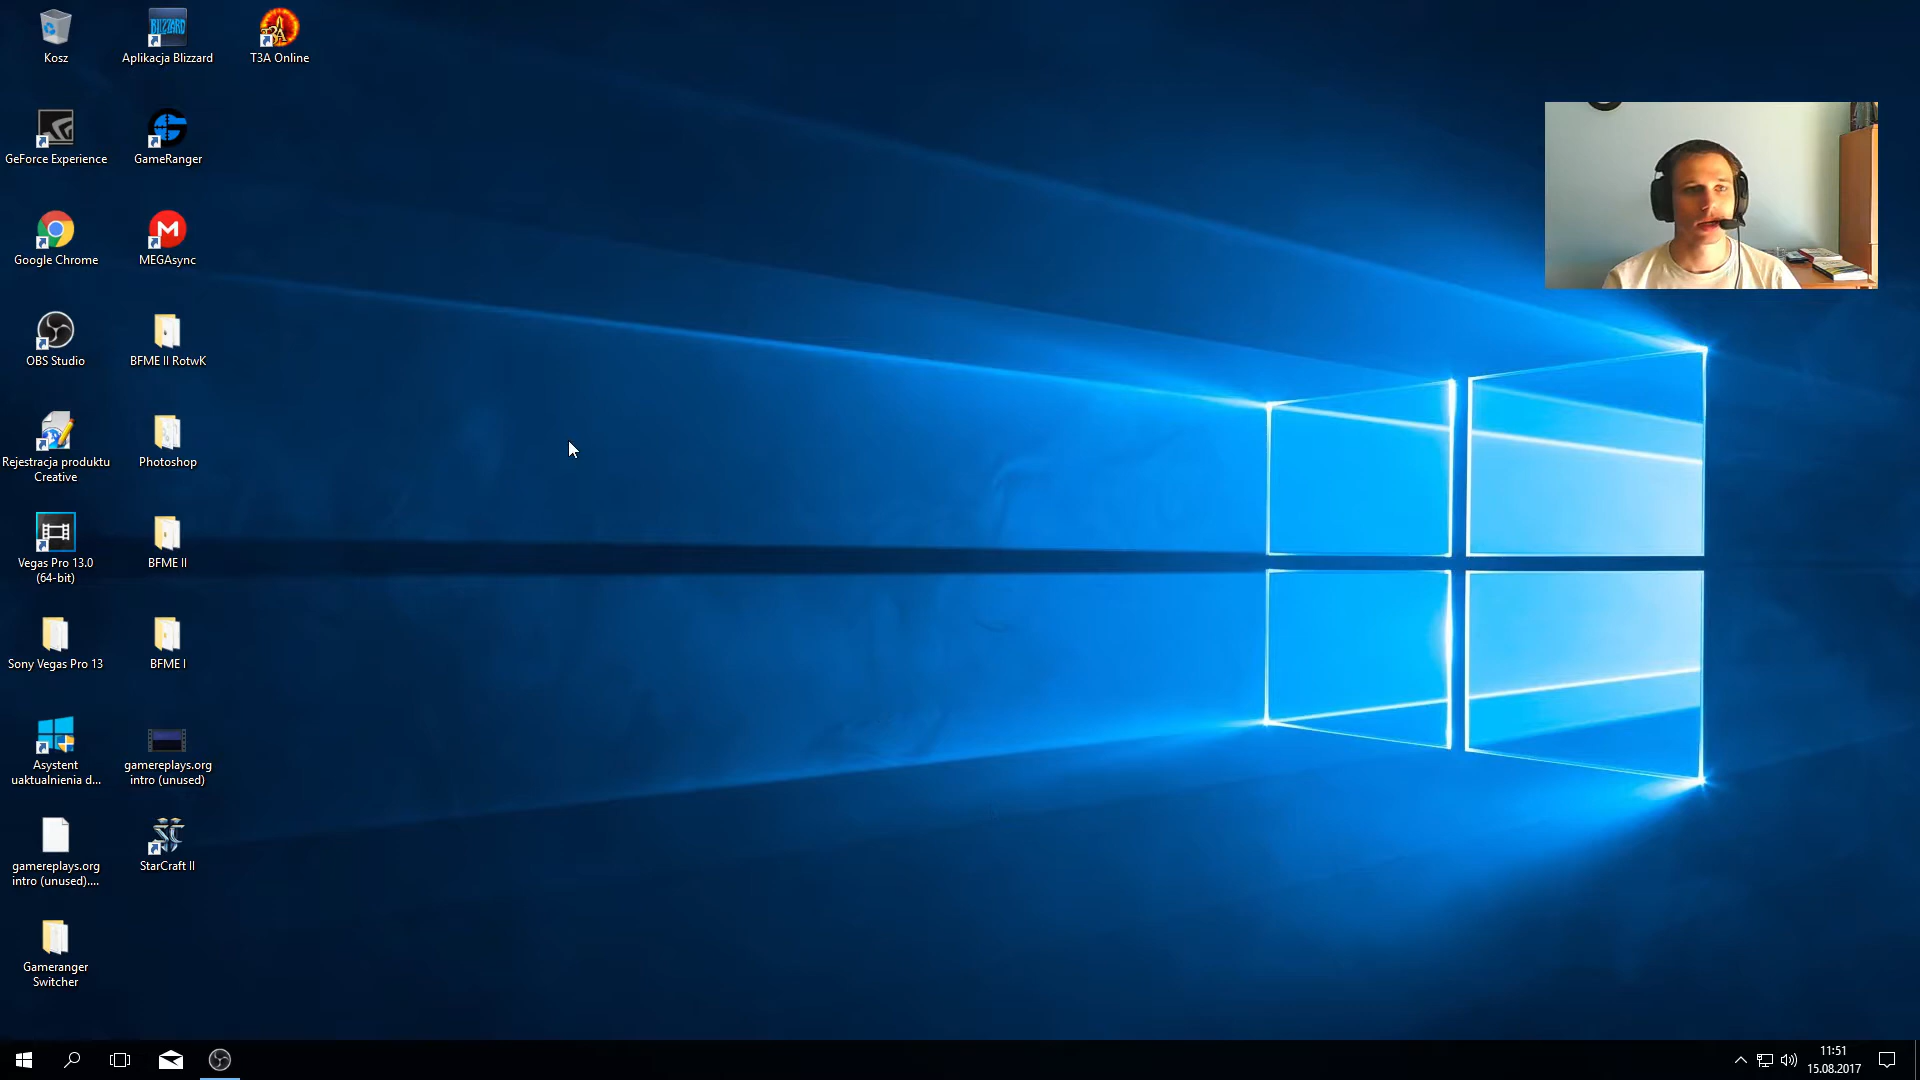 Kosz
Aplikacja Blizzard
T3A Online
GeForce Experience
GameRanger
Google Chrome
MEGAsync
OBS Studio
BFME II RotwK
Rejestracja produktu
Creative
Photoshop
Vegas Pro 13.0
(64-bit)
BFME II
Sony Vegas Pro 13
BFME I
Asystent
uaktualnienia d...
gamereplays.org
intro (unused)
gamereplays.org
intro (unused)....
StarCraft II
Gameranger
Switcher
11:51
15.08.2017